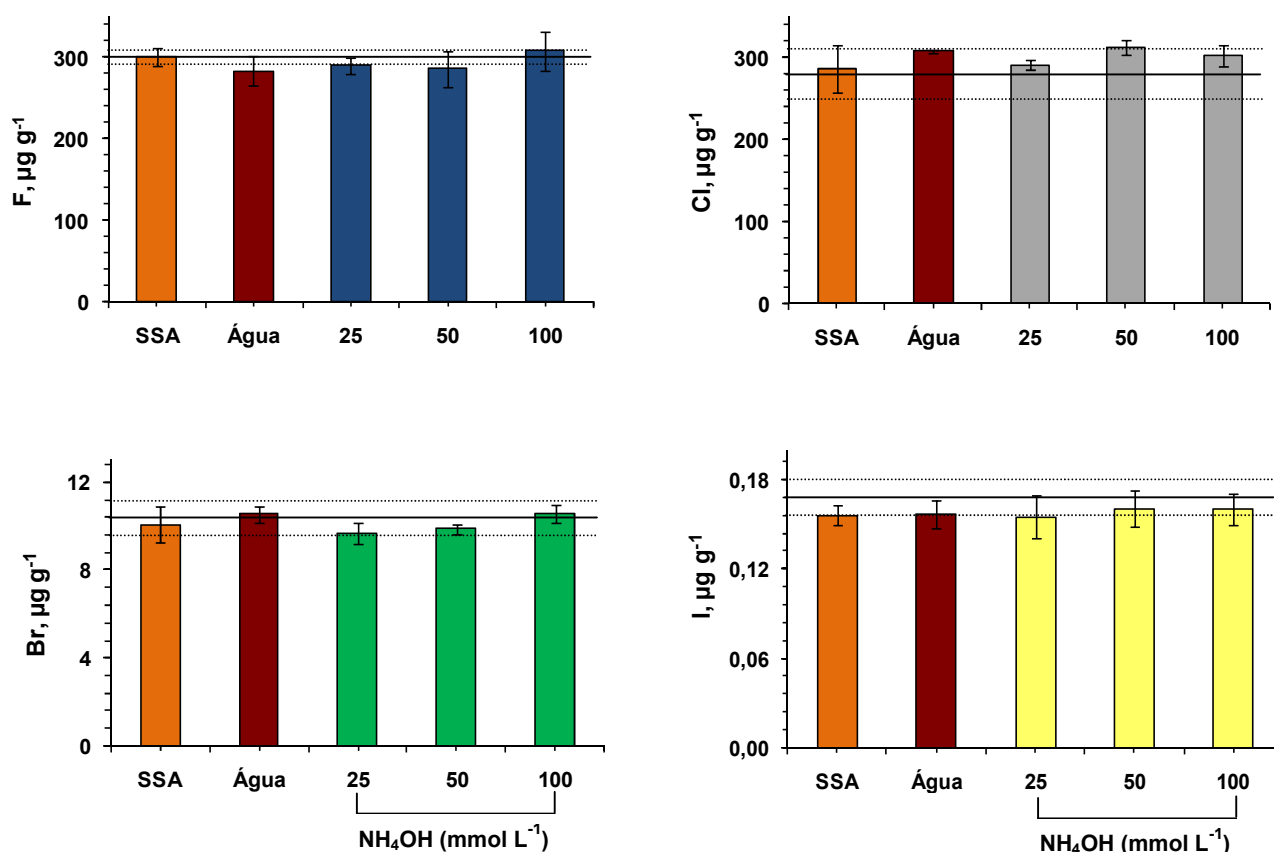 F, µg g⁻¹
300
200
100
0
SSA Água 25 50 100
Cl, µg g⁻¹
300
200
100
0
SSA Água 25 50 100
Br, µg g⁻¹
12
8
4
0
SSA Água 25 50 100
NH₄OH (mmol L⁻¹)
I, µg g⁻¹
0,18
0,12
0,06
0,00
SSA Água 25 50 100
NH₄OH (mmol L⁻¹)